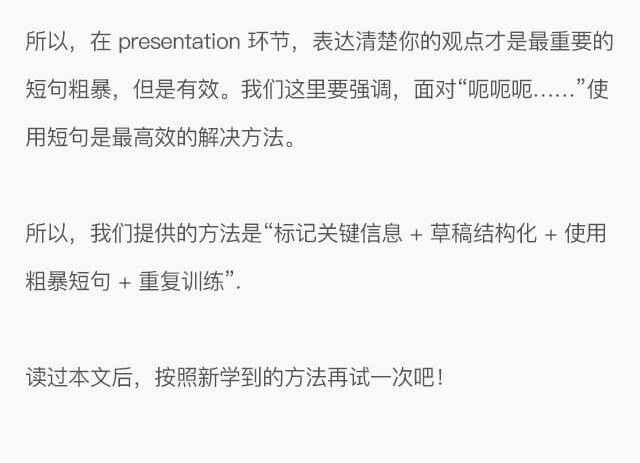 所以，在 presentation 环节，表达清楚你的观点才是最重要的
短句粗暴，但是有效。我们这里要强调，面对“呃呃呃……”使
用短句是最高效的解决方法。
所以，我们提供的方法是“标记关键信息 + 草稿结构化 + 使用
粗暴短句 + 重复训练”.
读过本文后，按照新学到的方法再试一次吧！